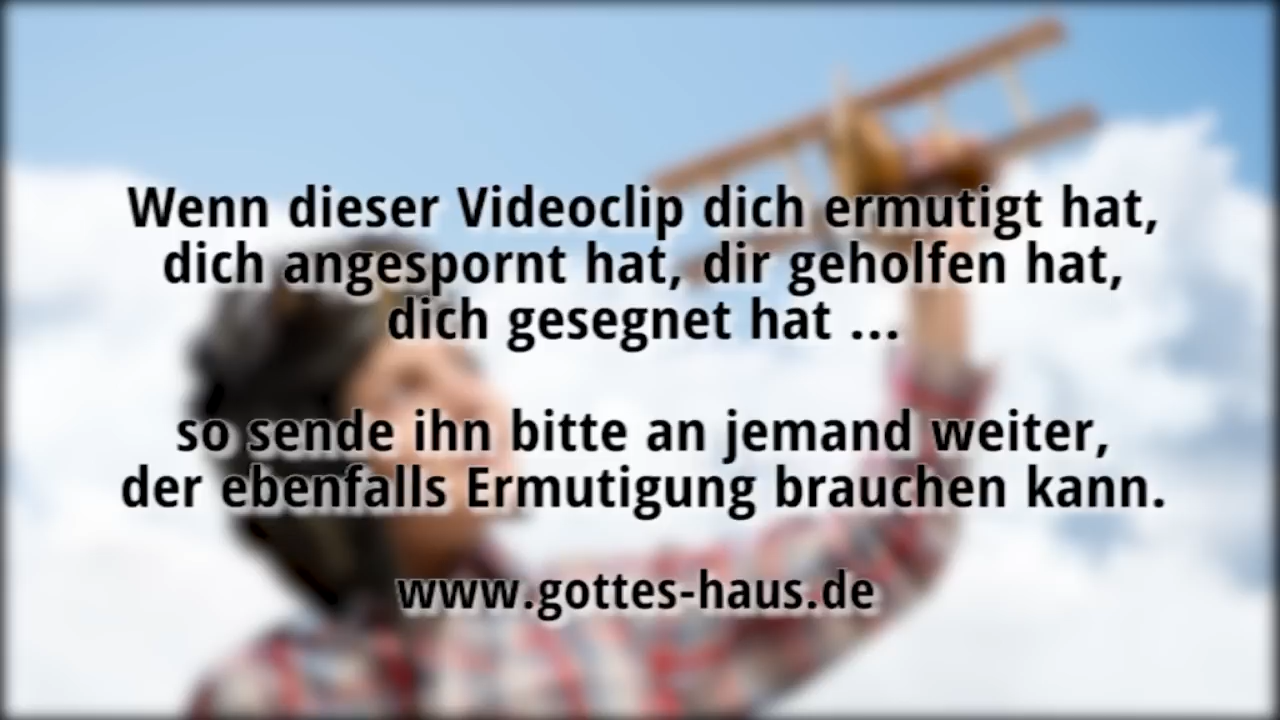 Wenn dieser Videoclip dich ermutigt hat,
dich angespornt hat, dir geholfen hat,
dich gesegnet hat ...
so sende ihn bitte an jemand weiter,
der ebenfalls Ermutigung brauchen kann.
www.gottes-haus.de